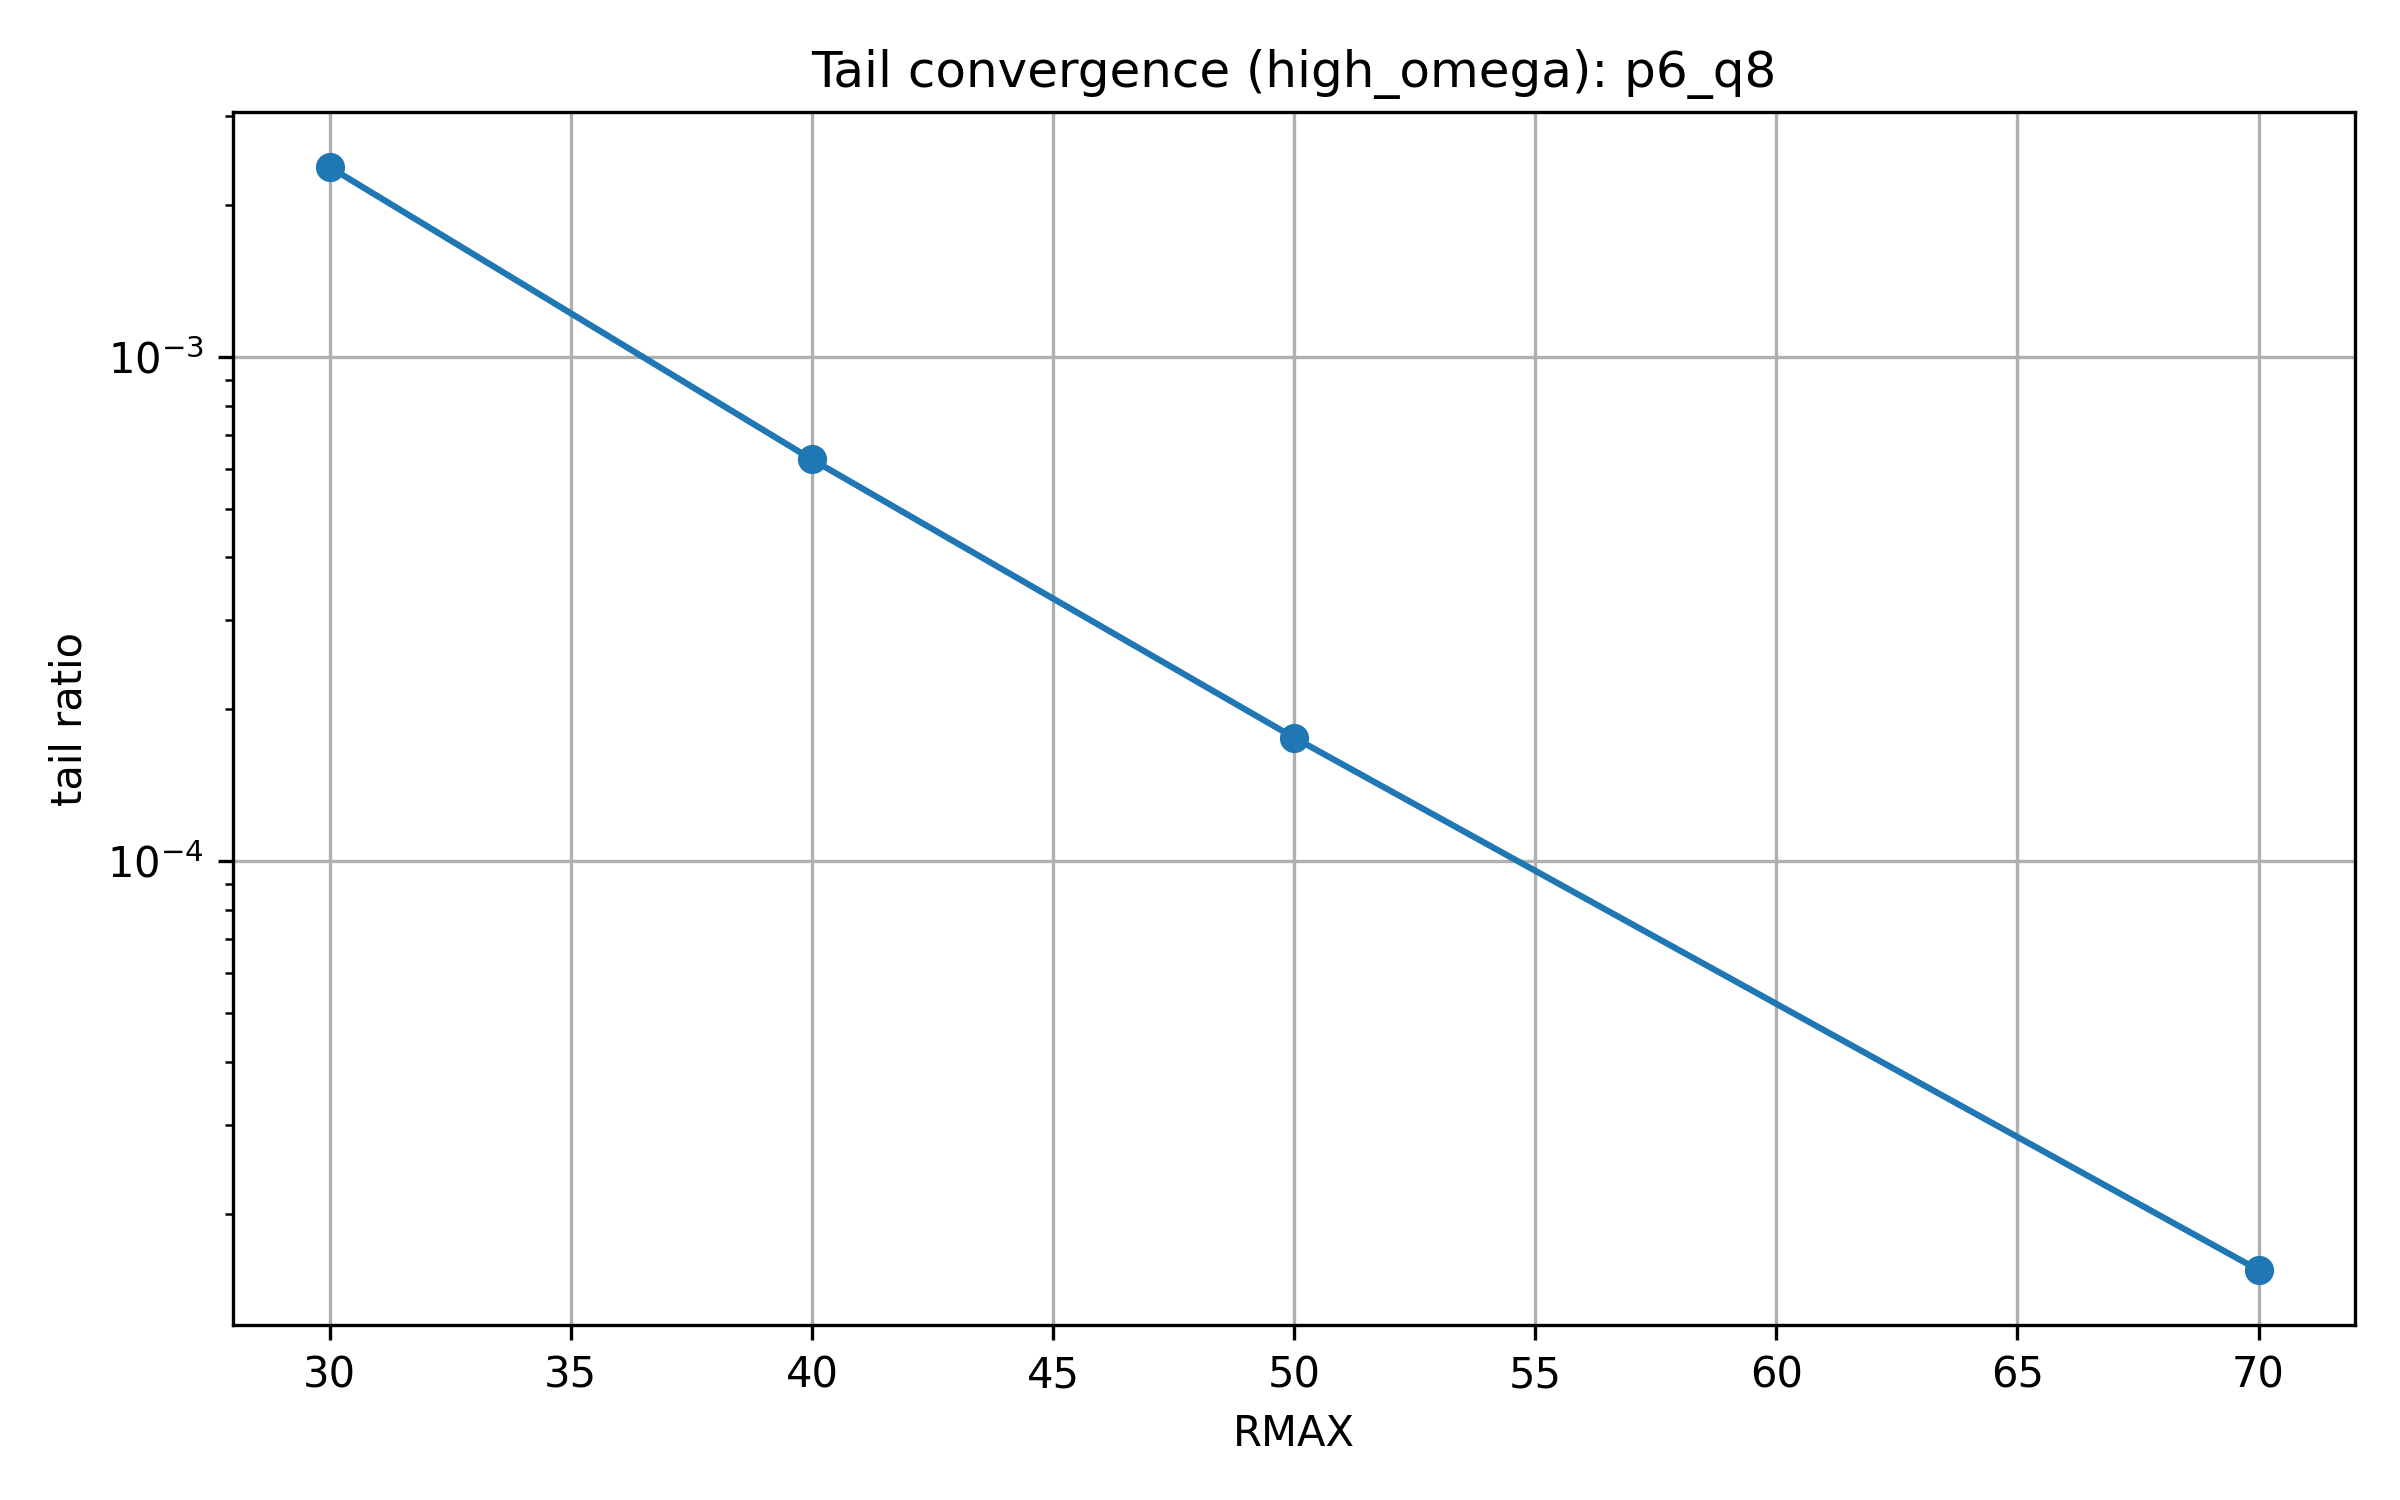 Tail convergence (high_omega): p6_q8
tail ratio
10⁻³
10⁻⁴
30 35 40 45 50 55 60 65 70
RMAX